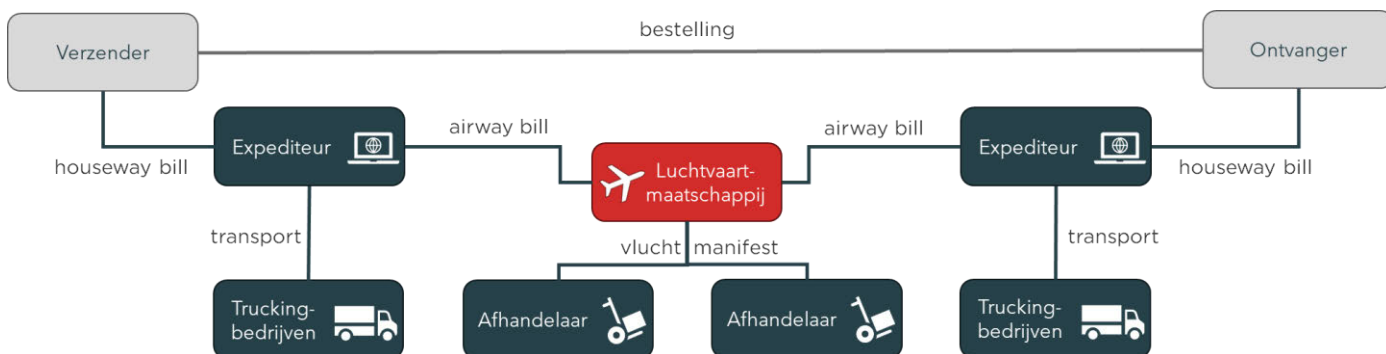 bestelling
Verzender
Ontvanger
airway bill
airway bill
Expediteur
Expediteur
houseway bill
houseway bill
Luchtvaart-
maatschappij
transport
transport
vlucht manifest
Trucking-
bedrijven
Afhandelaar
Afhandelaar
Trucking-
bedrijven